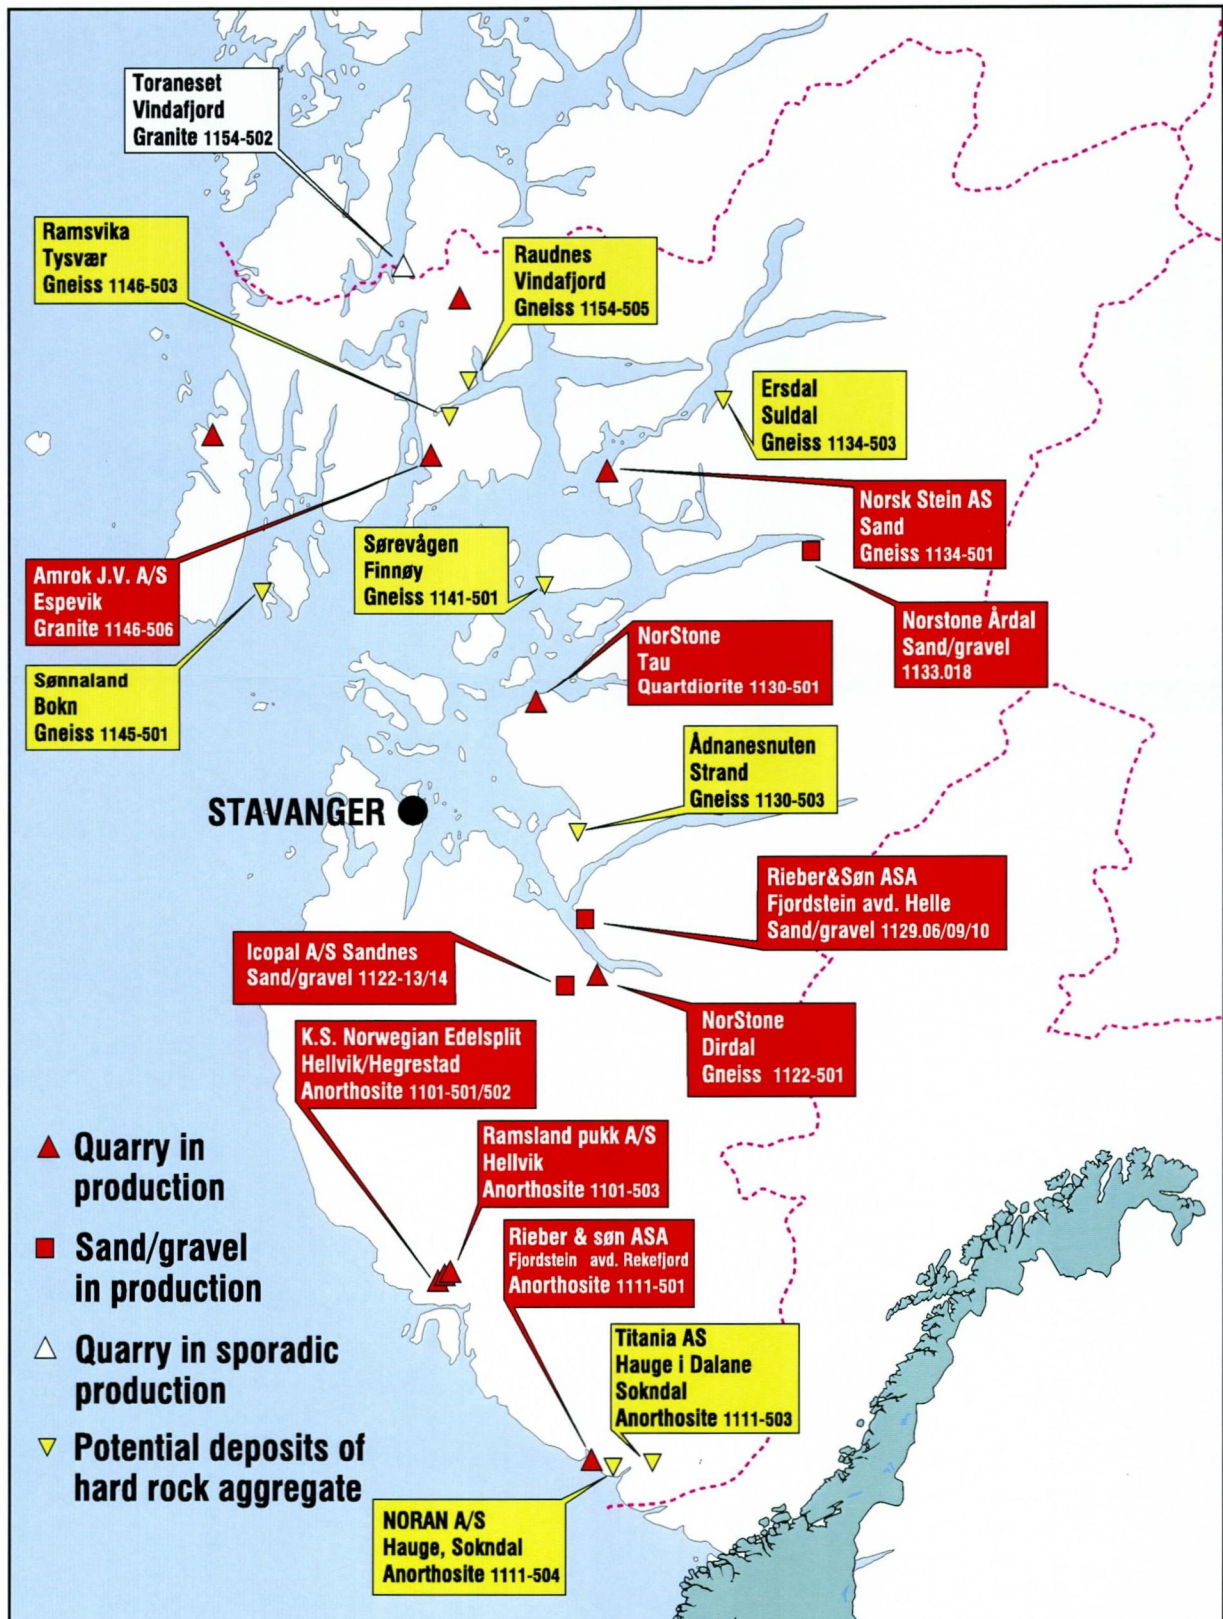 Toraneset
Vindafjord
Granite 1154-502
Ramsvika
Tysvær
Gneiss 1146-503
Raudnes
Vindafjord
Gneiss 1154-505
Ersdal
Suldal
Gneiss 1134-503
Norsk Stein AS
Sand
Gneiss 1134-501
Amrok J.V. A/S
Espevik
Granite 1146-506
Sørevågen
Finnøy
Gneiss 1141-501
Norstone Årdal
Sand/gravel
1133.018
NorStone
Tau
Quartdiorite 1130-501
Sønnaland
Bokn
Gneiss 1145-501
Ådnanesnuten
Strand
Gneiss 1130-503
STAVANGER
Rieber&Søn ASA
Fjordstein avd. Helle
Sand/gravel 1129.06/09/10
Icopal A/S Sandnes
Sand/gravel 1122-13/14
NorStone
Dirdal
Gneiss 1122-501
K.S. Norwegian Edelsplit
Hellvik/Hegrestad
Anorthosite 1101-501/502
Ramsland pukk A/S
Hellvik
Anorthosite 1101-503
Rieber & søn ASA
Fjordstein avd. Rekefjord
Anorthosite 1111-501
Titania AS
Hauge i Dalane
Sokndal
Anorthosite 1111-503
NORAN A/S
Hauge, Sokndal
Anorthosite 1111-504
Quarry in
production
Sand/gravel
in production
Quarry in sporadic
production
Potential deposits of
hard rock aggregate